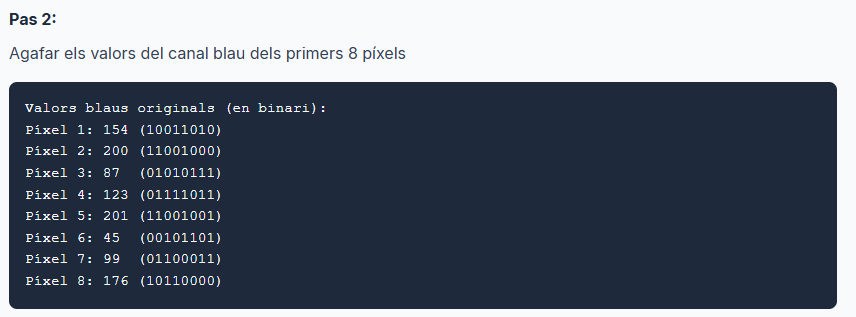 Pas 2:
Agafar els valors del canal blau dels primers 8 píxels
Valors blaus originals (en binari):
Píxel 1: 154 (10011010)
Píxel 2: 200 (11001000)
Píxel 3: 87  (01010111)
Píxel 4: 123 (01111011)
Píxel 5: 201 (11001001)
Píxel 6: 45  (00101101)
Píxel 7: 99  (01100011)
Píxel 8: 176 (10110000)